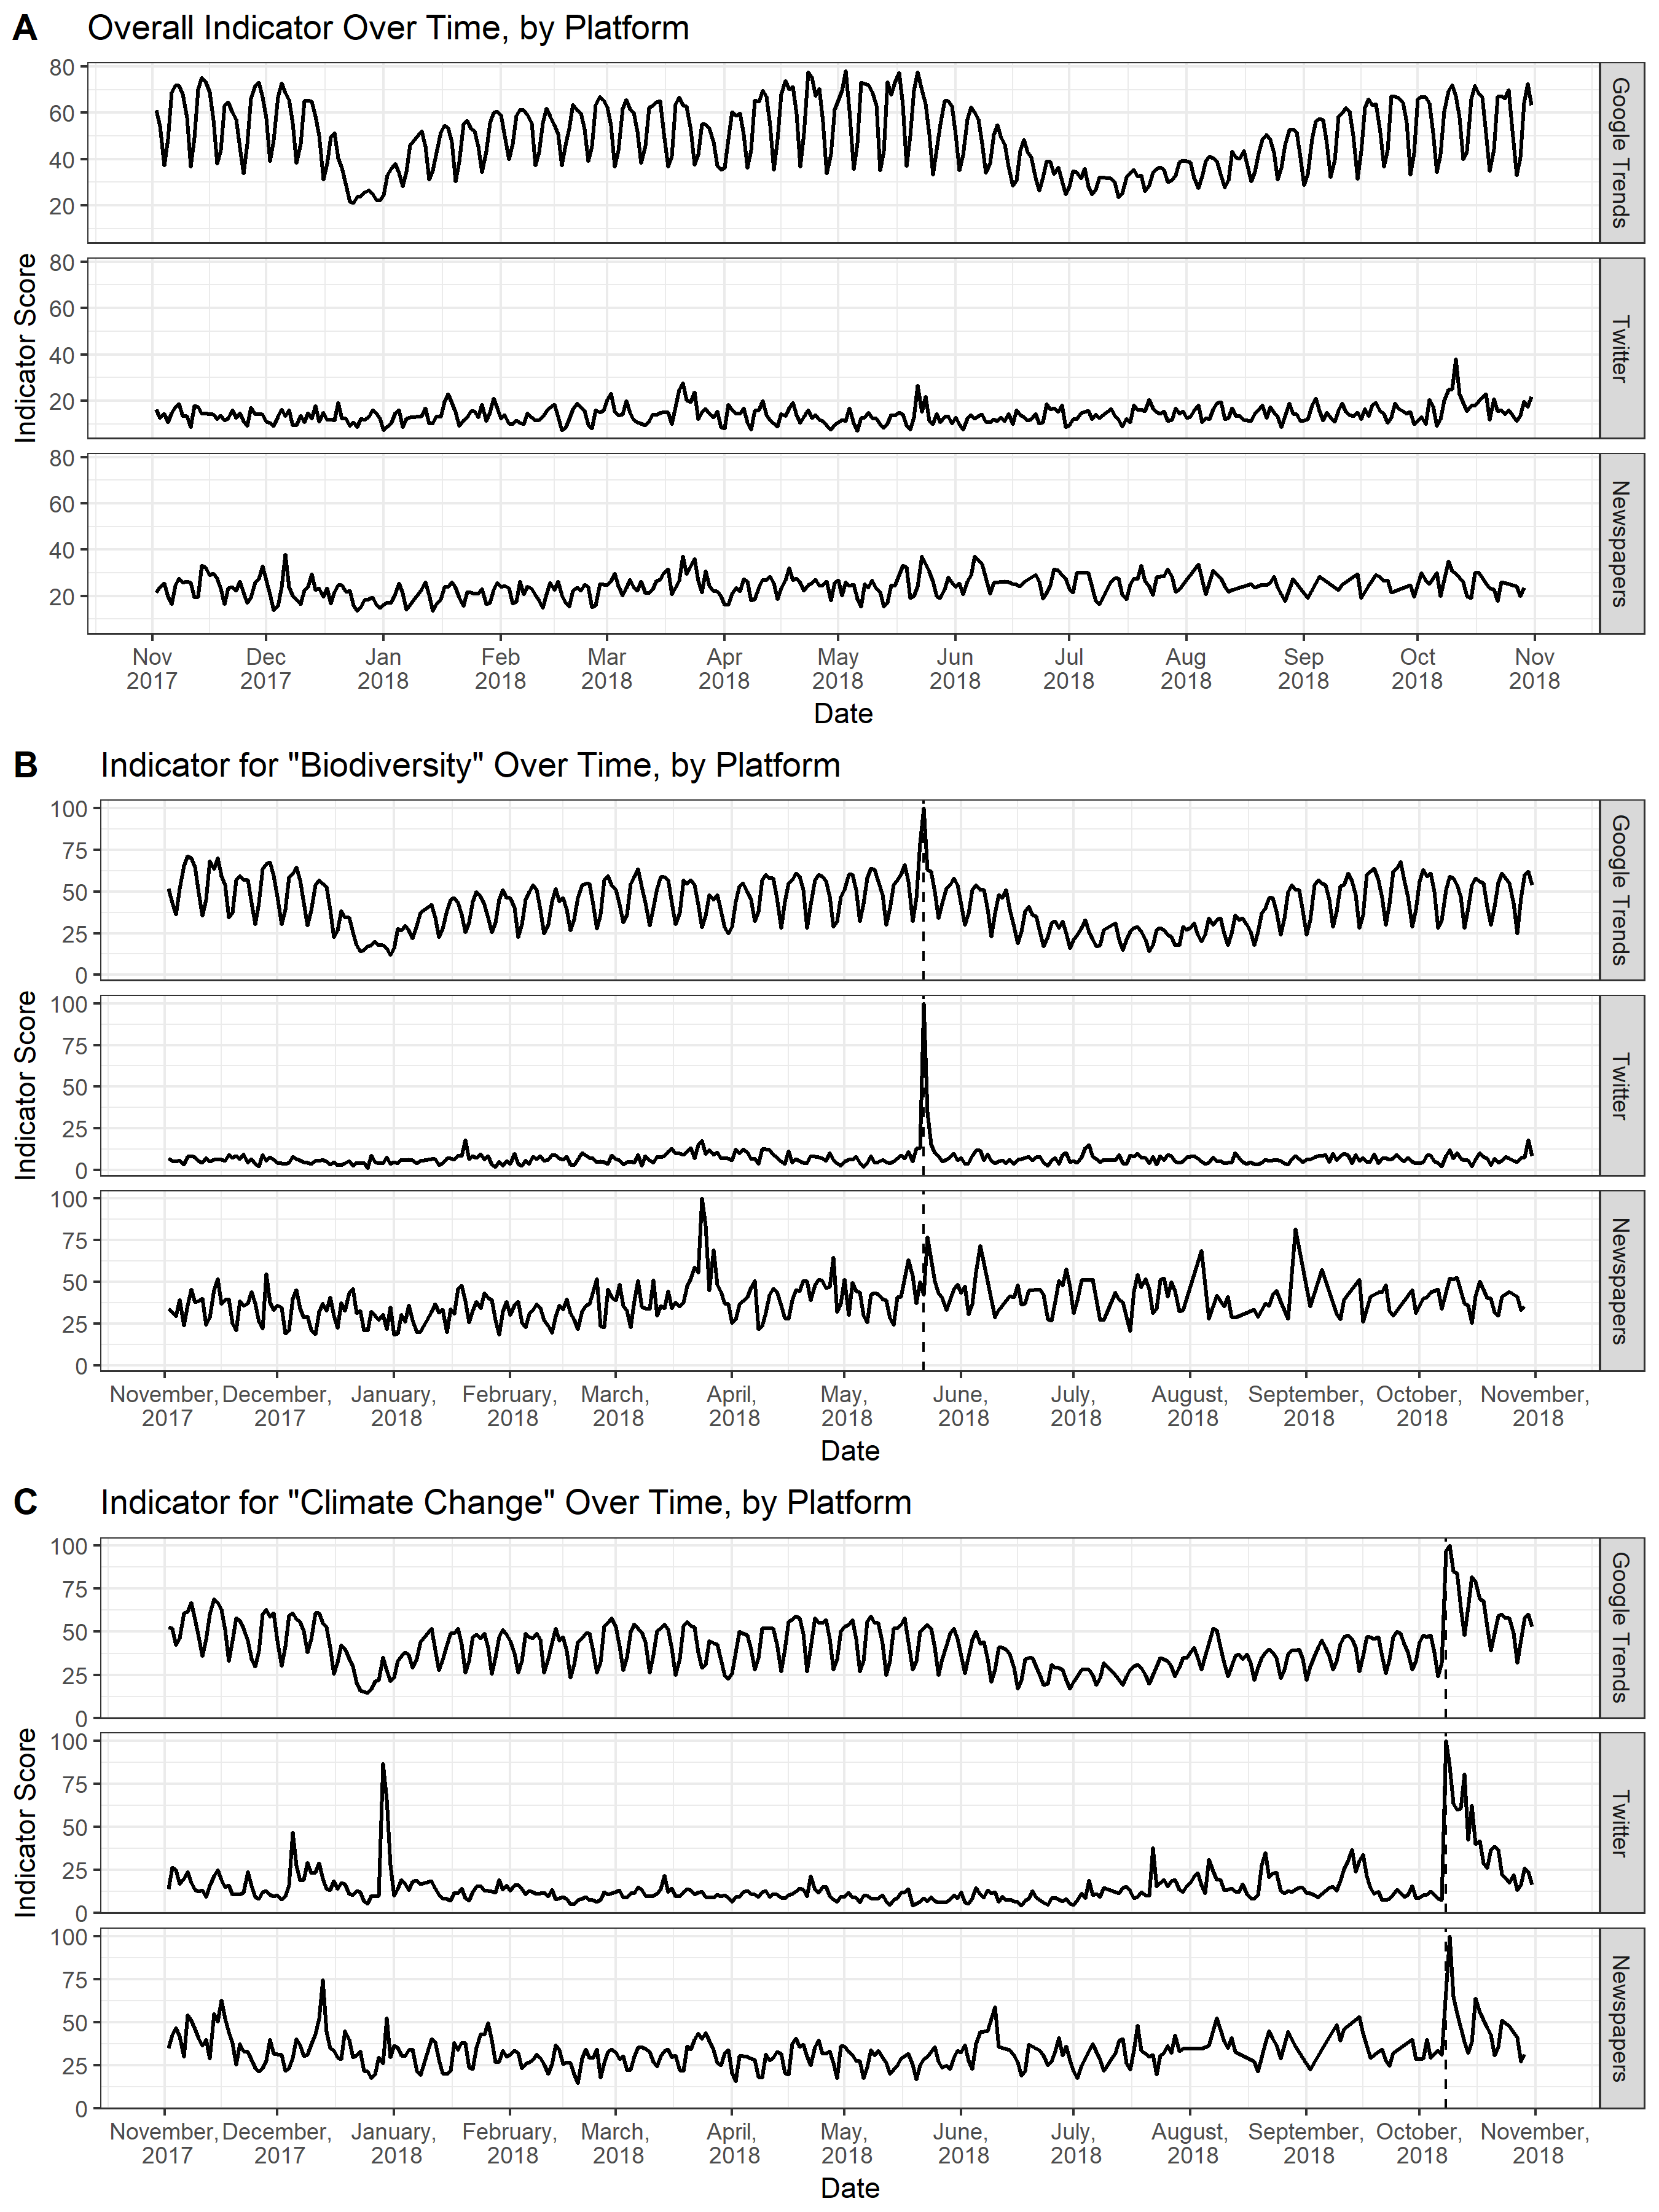 A Overall Indicator Over Time, by Platform
Indicator Score
80
60
40
20
Google Trends
80
60
40
20
Twitter
80
60
40
20
Newspapers
Nov Dec Jan Feb Mar Apr May Jun Jul Aug Sep Oct Nov
2017 2017 2018 2018 2018 2018 2018 2018 2018 2018 2018 2018 2018
Date
B Indicator for "Biodiversity" Over Time, by Platform
Indicator Score
100
75
50
25
0
Google Trends
100
75
50
25
0
Twitter
100
75
50
25
0
Newspapers
November, December, January, February, March, April, May, June, July, August, September, October, November,
2017 2017 2018 2018 2018 2018 2018 2018 2018 2018 2018 2018 2018
Date
C Indicator for "Climate Change" Over Time, by Platform
Indicator Score
100
75
50
25
0
Google Trends
100
75
50
25
0
Twitter
100
75
50
25
0
Newspapers
November, December, January, February, March, April, May, June, July, August, September, October, November,
2017 2017 2018 2018 2018 2018 2018 2018 2018 2018 2018 2018 2018
Date